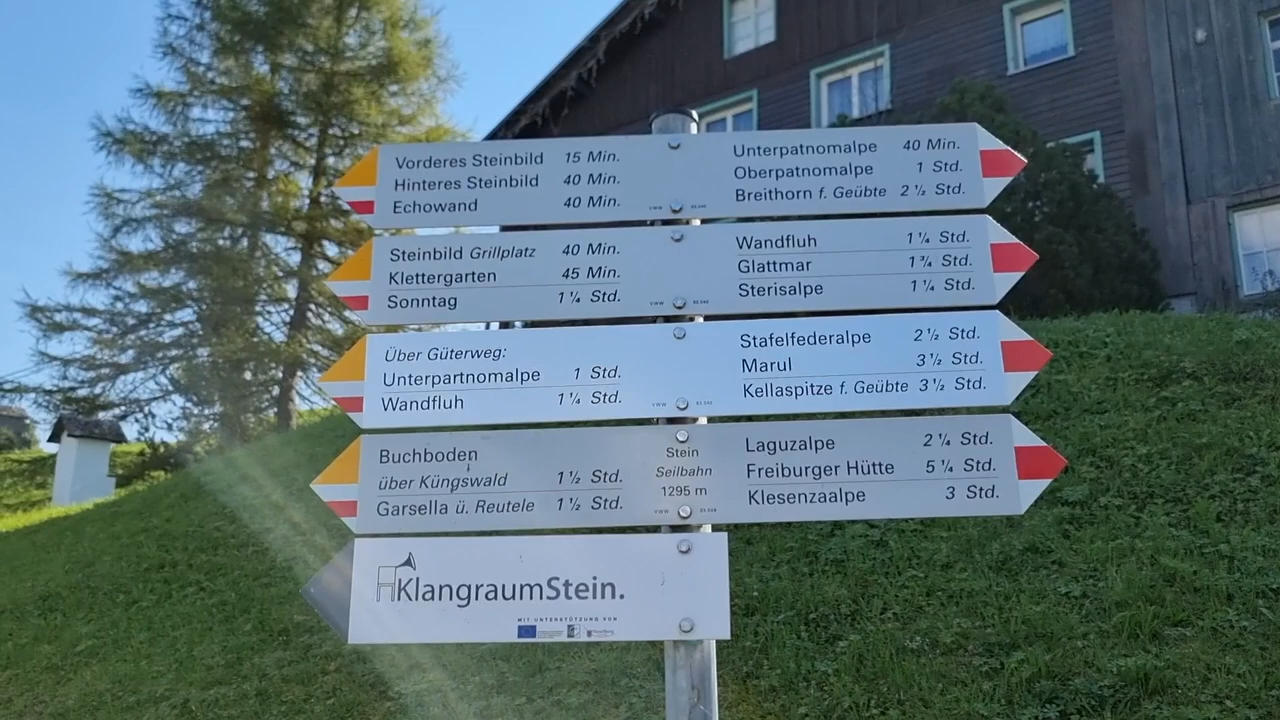 Vorderes Steinbild 15 Min.
Hinteres Steinbild 40 Min.
Echowand 40 Min.
Unterpatnomalpe 40 Min.
Oberpatnomalpe 1 Std.
Breithorn f. Geübte 2 ½ Std.
Steinbild Grillplatz 40 Min.
Klettergarten 45 Min.
Sonntag 1 ¼ Std.
Wandfluh 1 ¼ Std.
Glattmar 1 ¾ Std.
Sterisalpe 1 ¼ Std.
Über Güterweg:
Unterpartnomalpe 1 Std.
Wandfluh 1 ¼ Std.
Stafelfederalpe 2 ½ Std.
Marul 3 ½ Std.
Kellaspitze f. Geübte 3 ½ Std.
Buchboden
über Küngswald 1 ½ Std.
Garsella ü. Reutele 1 ½ Std.
Stein
Seilbahn
1295 m
Laguzalpe 2 ¼ Std.
Freiburger Hütte 5 ¼ Std.
Klesenzaalpe 3 Std.
KlangraumStein.
MIT UNTERSTÜTZUNG VON